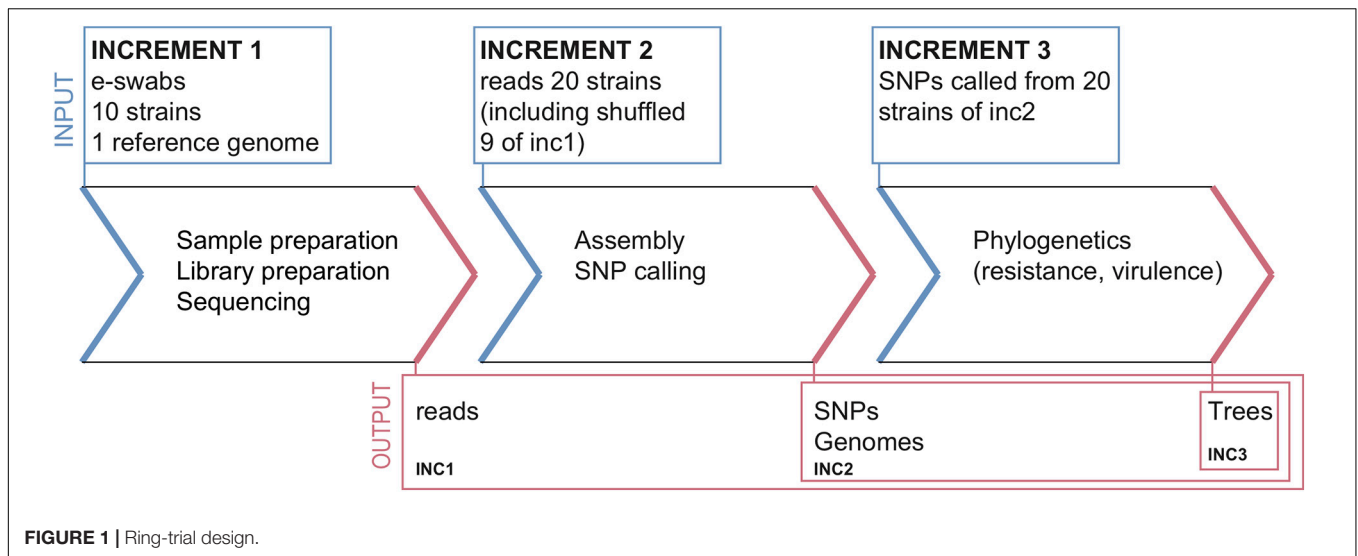 INPUT
INCREMENT 1
e-swabs
10 strains
1 reference genome
INCREMENT 2
reads 20 strains
(including shuffled
9 of inc1)
INCREMENT 3
SNPs called from 20
strains of inc2
Sample preparation
Library preparation
Sequencing
Assembly
SNP calling
Phylogenetics
(resistance, virulence)
OUTPUT
reads
INC1
SNPs
Genomes
INC2
Trees
INC3
FIGURE 1 | Ring-trial design.